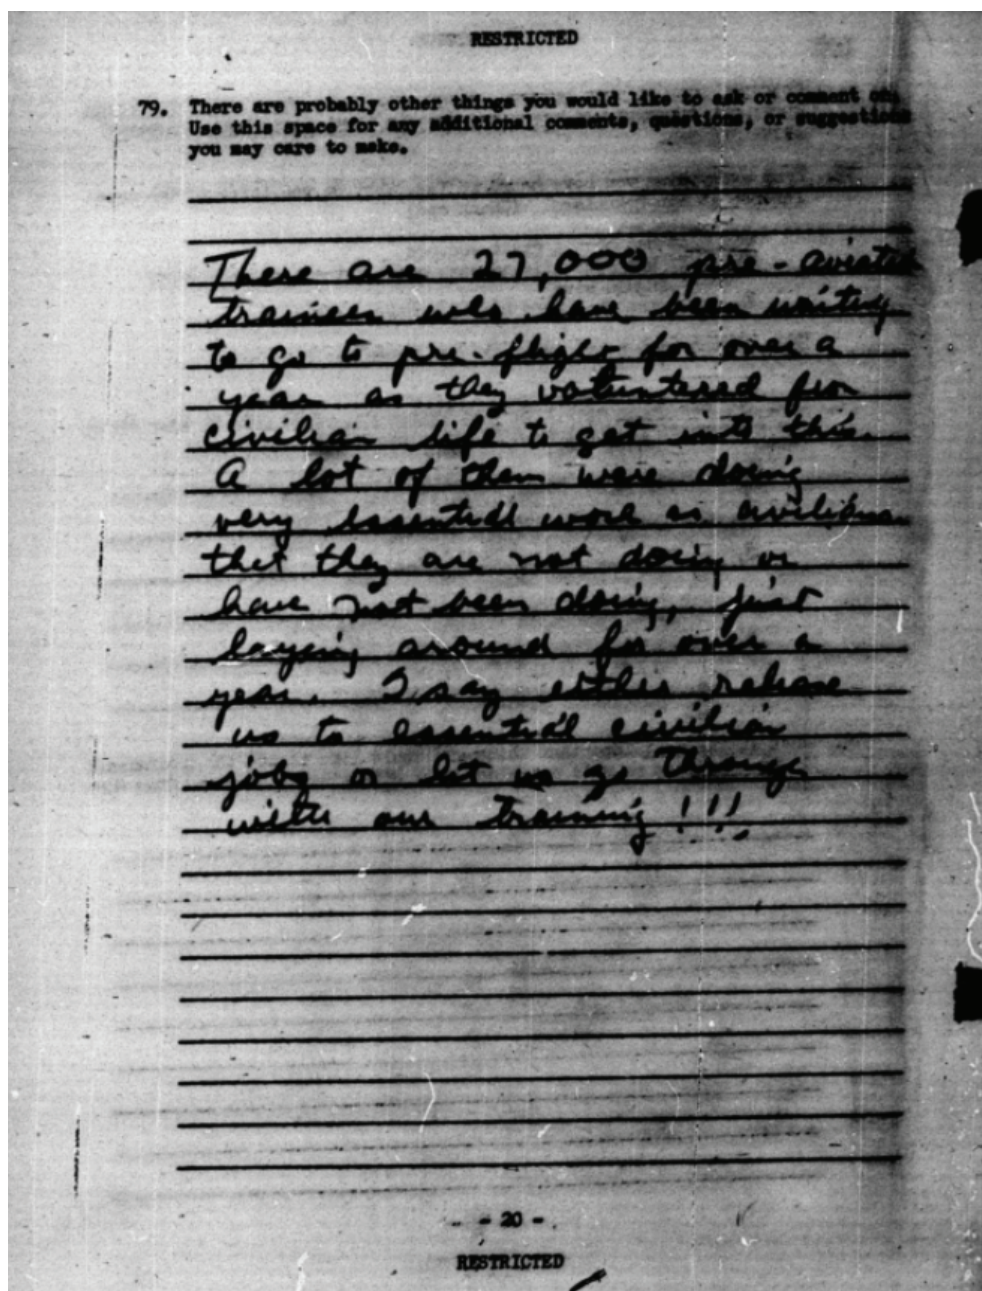 RESTRICTED
79. There are probably other things you would like to ask or comment on.
Use this space for any additional comments, questions, or suggestions
you may care to make.
There are 27,000 pre-aviation
trainees who have been waiting
to go to pre-flight for over a
year as they voluntered from
civilian life to get into this.
A lot of them were doing
very essential work as civilians
that they are not doing or
have not been doing, just
laying around for over a
year. I say either release
us to essential civilian
jobs or let us go through
with our training!!!
- 20 -
RESTRICTED